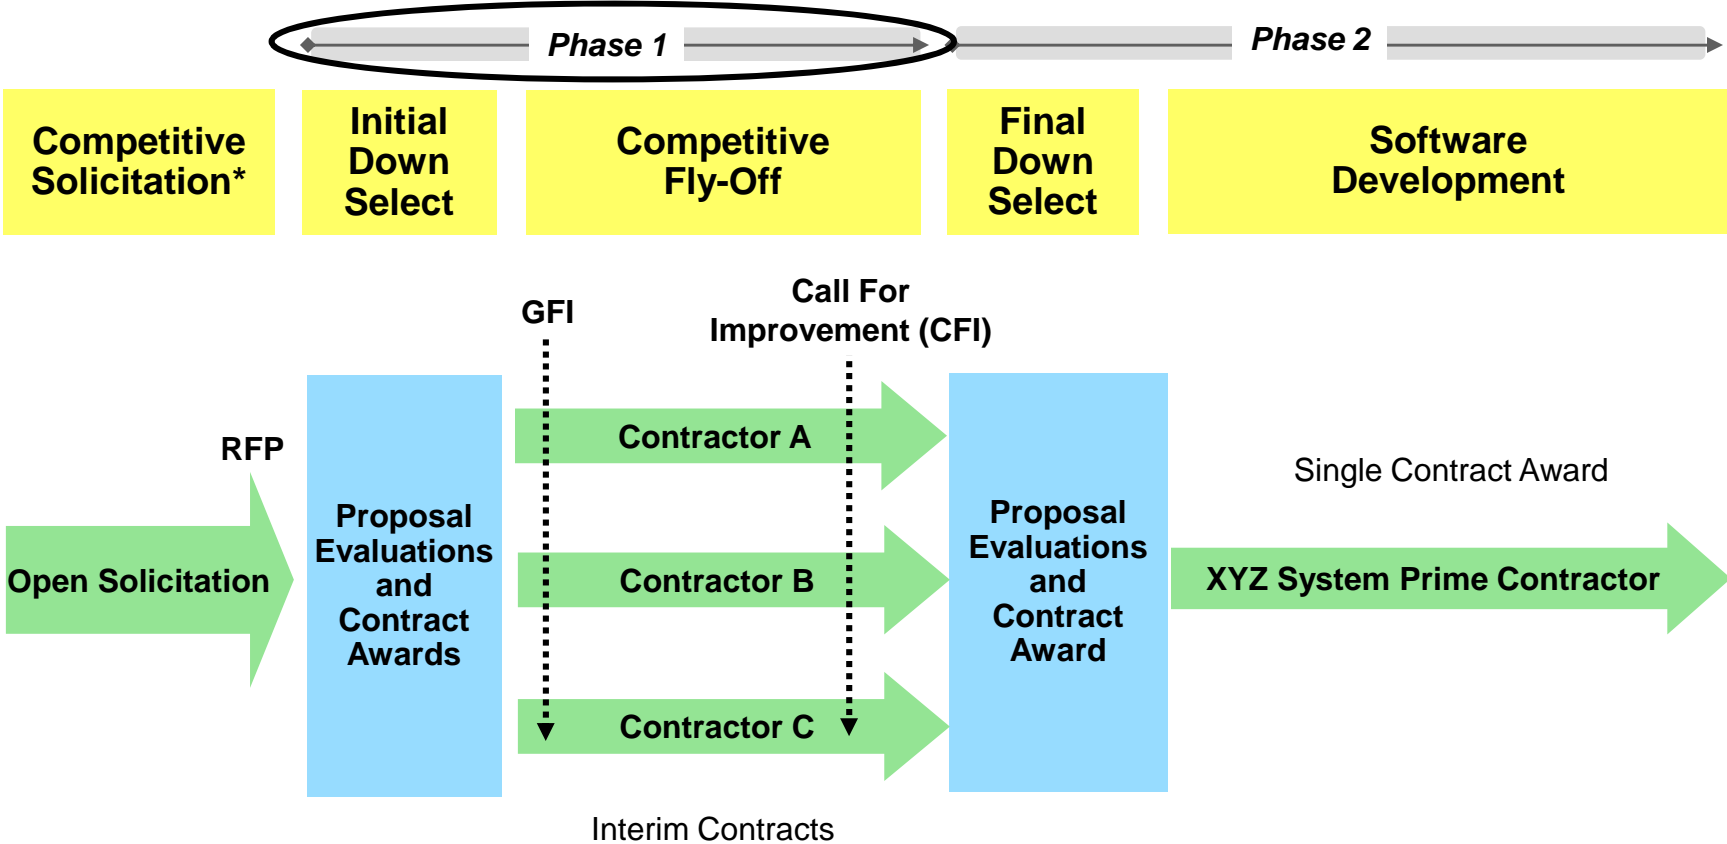 Phase 1
Phase 2
Competitive
Solicitation*
Initial
Down
Select
Competitive
Fly-Off
Final
Down
Select
Software
Development
GFI
Call For
Improvement (CFI)
RFP
Open Solicitation
Proposal
Evaluations
and
Contract
Awards
Contractor A
Contractor B
Contractor C
Interim Contracts
Proposal
Evaluations
and
Contract
Award
Single Contract Award
XYZ System Prime Contractor